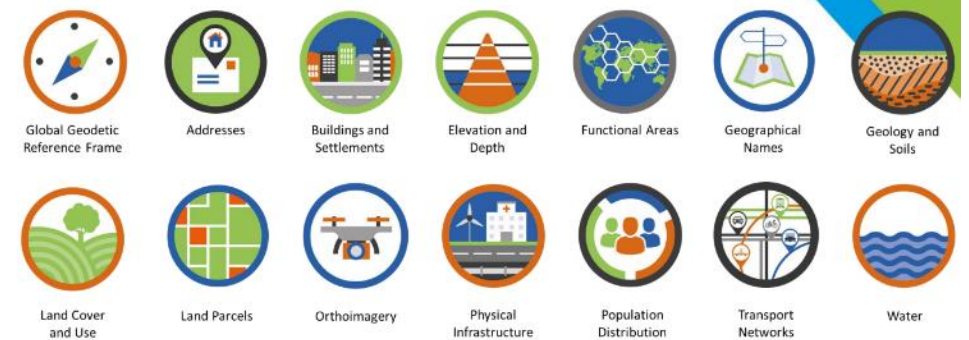 Global Geodetic
Reference Frame
Addresses
Buildings and
Settlements
Elevation and
Depth
Functional Areas
Geographical
Names
Geology and
Soils
Land Cover
and Use
Land Parcels
Orthoimagery
Physical
Infrastructure
Population
Distribution
Transport
Networks
Water